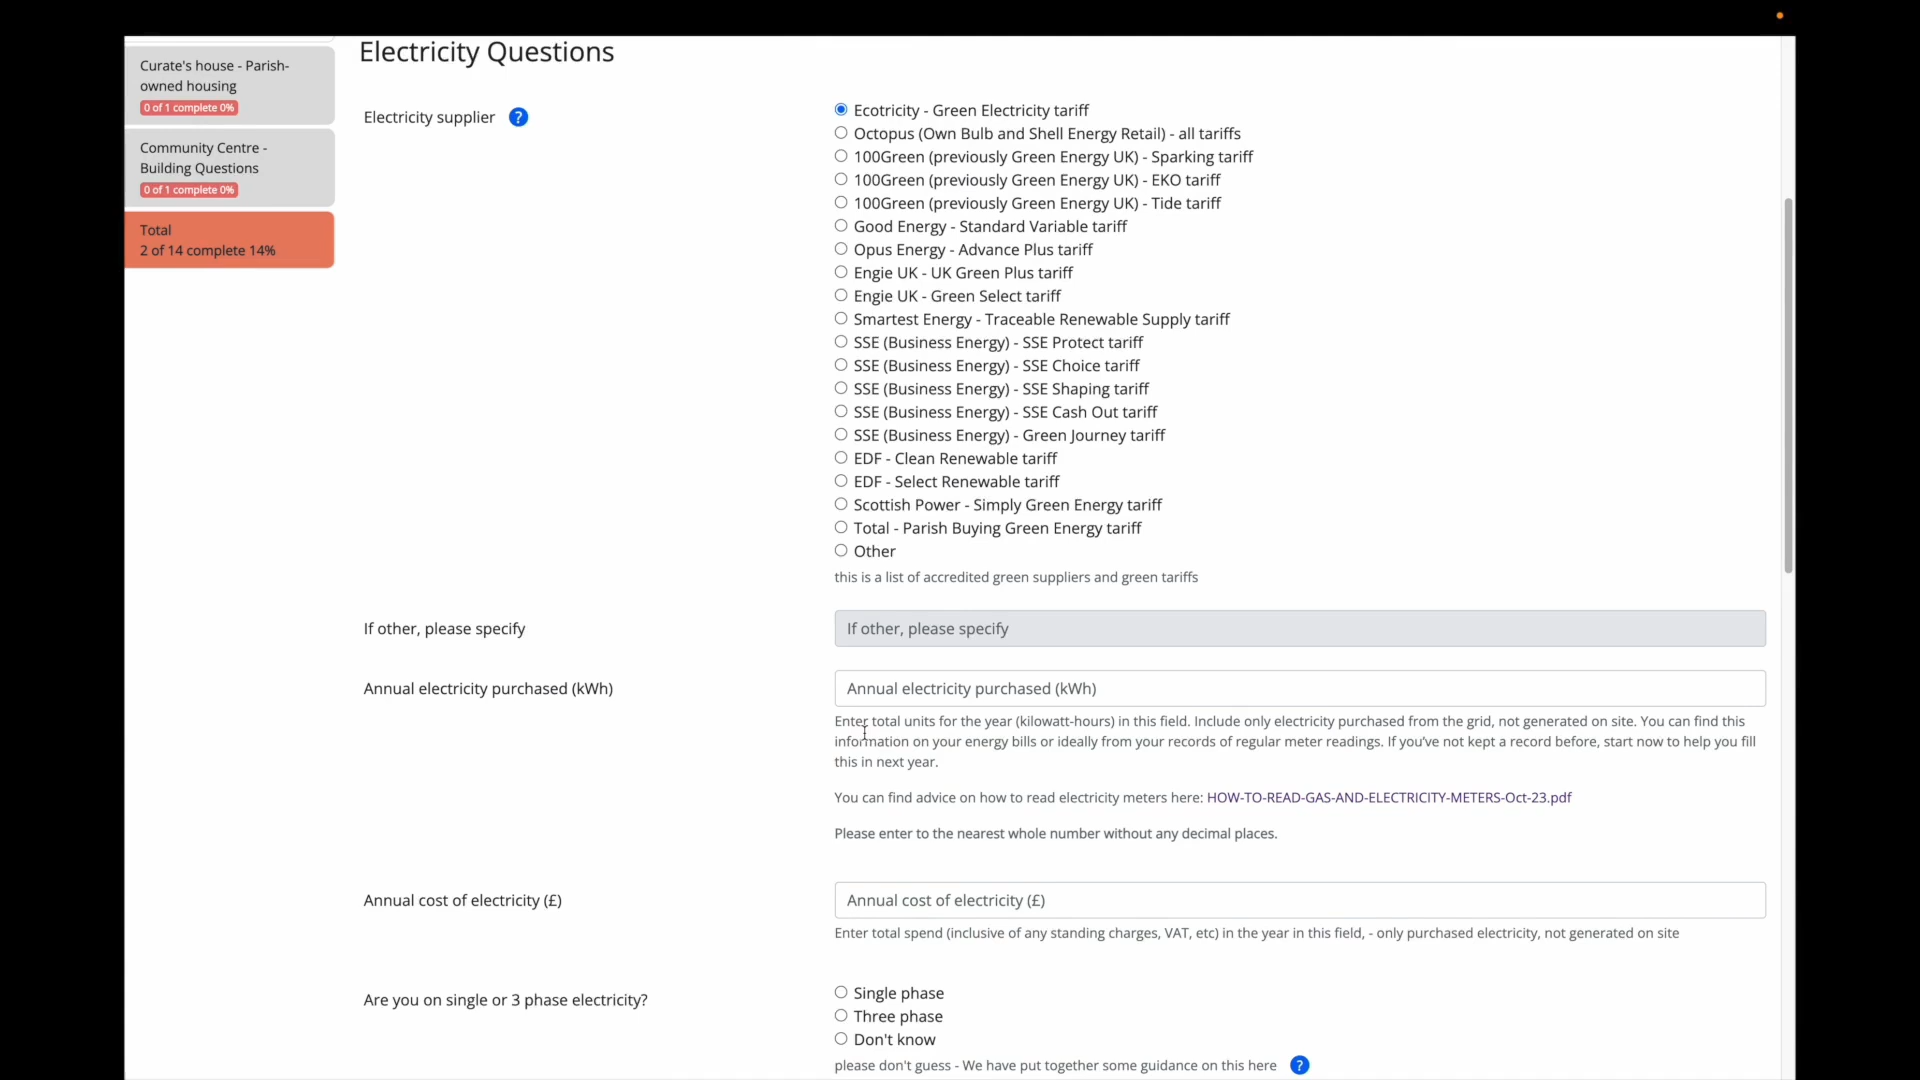 Curate's house - Parish-
owned housing
0 of 1 complete 0%
Community Centre -
Building Questions
0 of 1 complete 0%
Total
2 of 14 complete 14%
Electricity Questions
Electricity supplier ?
Ecotricity - Green Electricity tariff
Octopus (Own Bulb and Shell Energy Retail) - all tariffs
100Green (previously Green Energy UK) - Sparking tariff
100Green (previously Green Energy UK) - EKO tariff
100Green (previously Green Energy UK) - Tide tariff
Good Energy - Standard Variable tariff
Opus Energy - Advance Plus tariff
Engie UK - UK Green Plus tariff
Engie UK - Green Select tariff
Smartest Energy - Traceable Renewable Supply tariff
SSE (Business Energy) - SSE Protect tariff
SSE (Business Energy) - SSE Choice tariff
SSE (Business Energy) - SSE Shaping tariff
SSE (Business Energy) - SSE Cash Out tariff
SSE (Business Energy) - Green Journey tariff
EDF - Clean Renewable tariff
EDF - Select Renewable tariff
Scottish Power - Simply Green Energy tariff
Total - Parish Buying Green Energy tariff
Other
this is a list of accredited green suppliers and green tariffs
If other, please specify
If other, please specify
Annual electricity purchased (kWh)
Annual electricity purchased (kWh)
Enter total units for the year (kilowatt-hours) in this field. Include only electricity purchased from the grid, not generated on site. You can find this
information on your energy bills or ideally from your records of regular meter readings. If you've not kept a record before, start now to help you fill
this in next year.
You can find advice on how to read electricity meters here: HOW-TO-READ-GAS-AND-ELECTRICITY-METERS-Oct-23.pdf
Please enter to the nearest whole number without any decimal places.
Annual cost of electricity (£)
Annual cost of electricity (£)
Enter total spend (inclusive of any standing charges, VAT, etc) in the year in this field, - only purchased electricity, not generated on site
Are you on single or 3 phase electricity?
Single phase
Three phase
Don't know
please don't guess - We have put together some guidance on this here ?